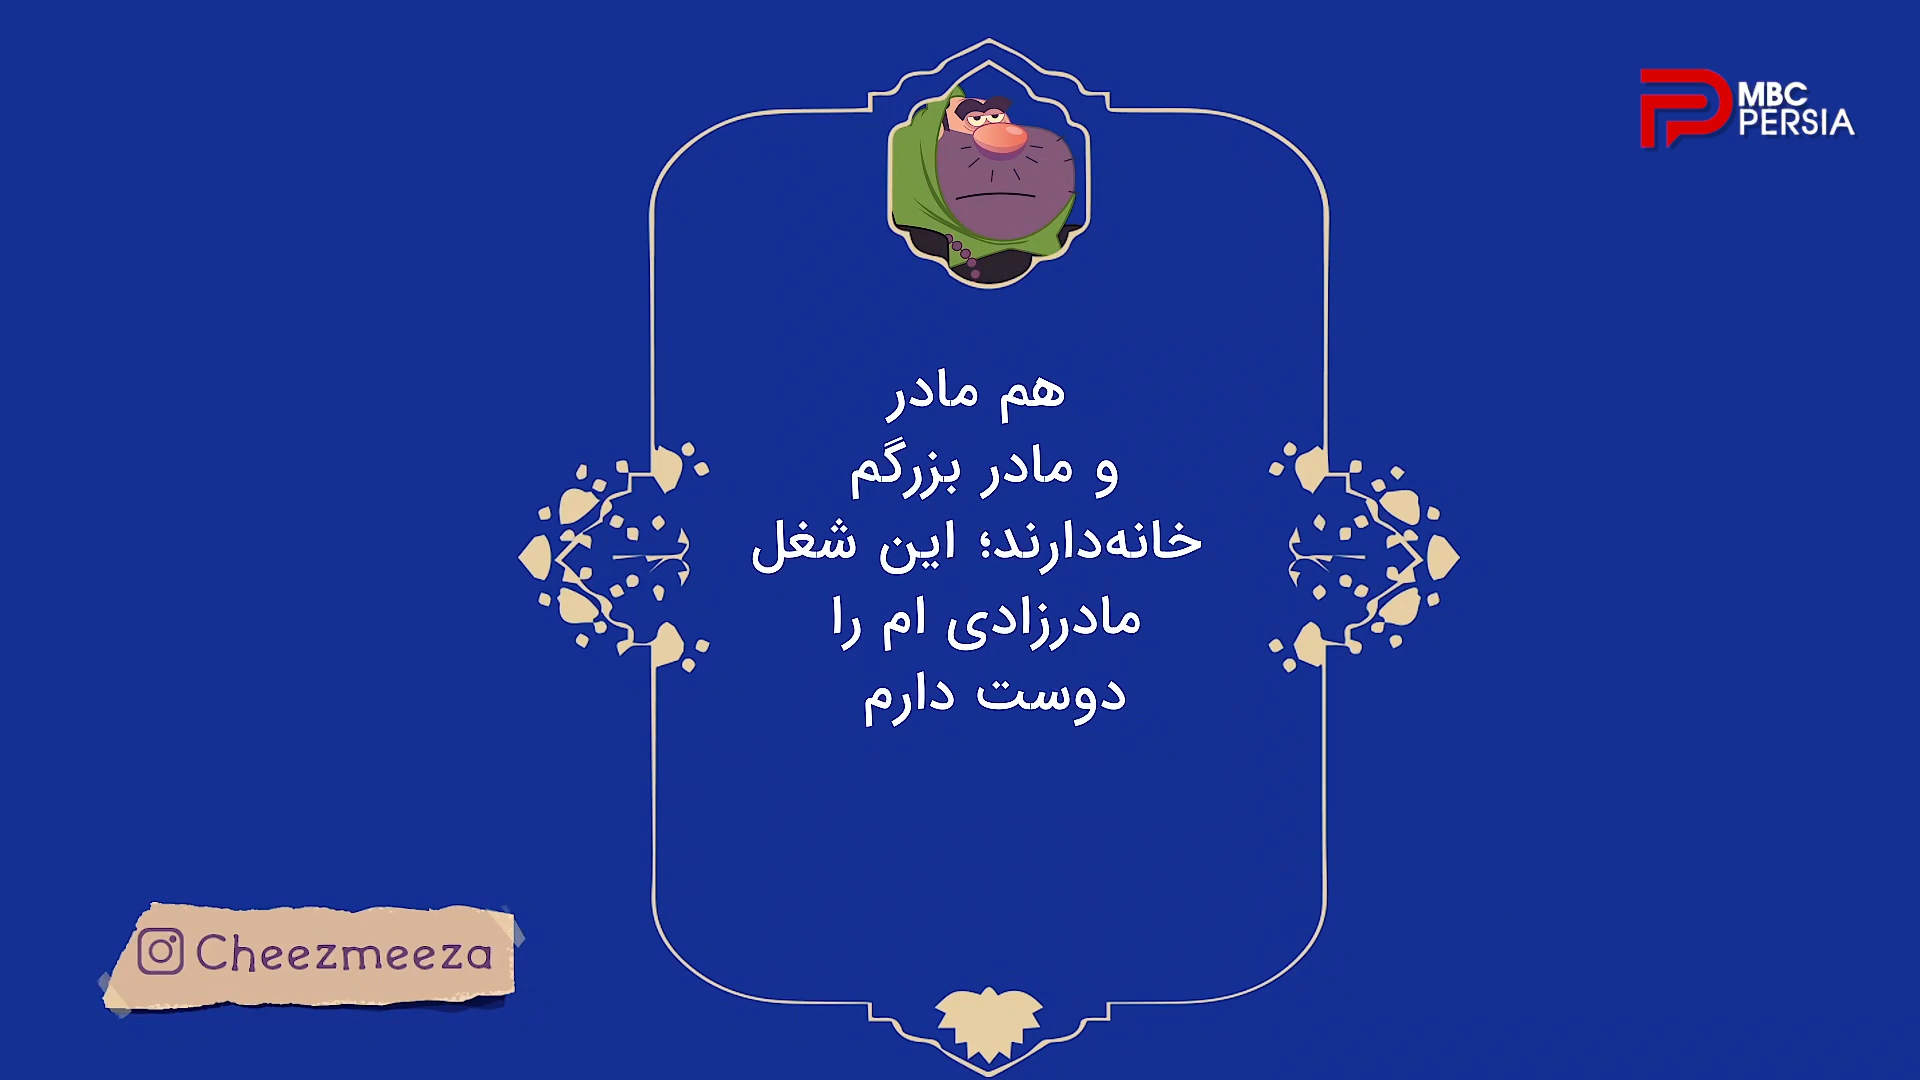 MBC
PERSIA
هم مادر
و مادر بزرگم
خانه‌دارند؛ این شغل
مادرزادی ام را
دوست دارم
Cheezmeeza